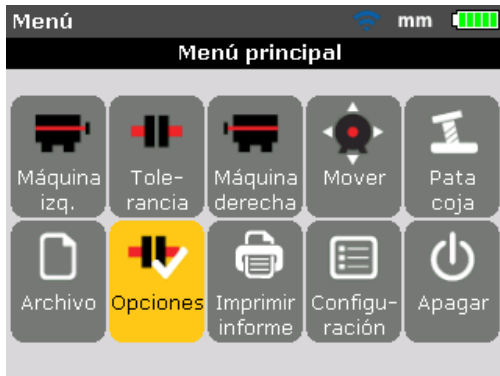 Menú mm
Menú principal
Máquina izq.
Tole-
rancia
Máquina derecha
Mover
Pata coja
Archivo
Opciones
Imprimir informe
Configu-
ración
Apagar